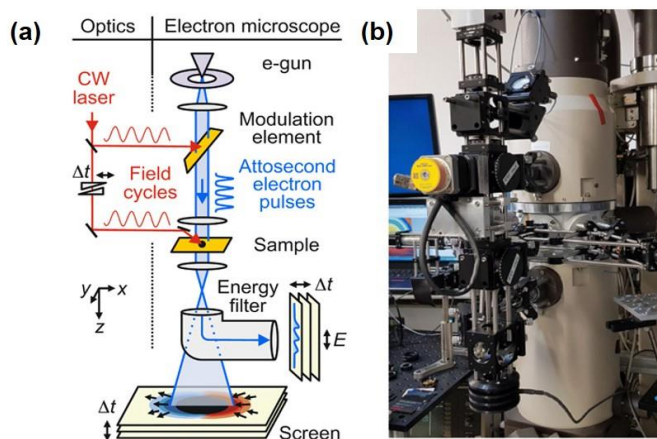 (a)
Optics
Electron microscope
e-gun
CW
laser
Modulation
element
Δt
Field
cycles
Attosecond
electron
pulses
Sample
y
x
z
Energy
filter
Δt
E
Δt
Screen
(b)